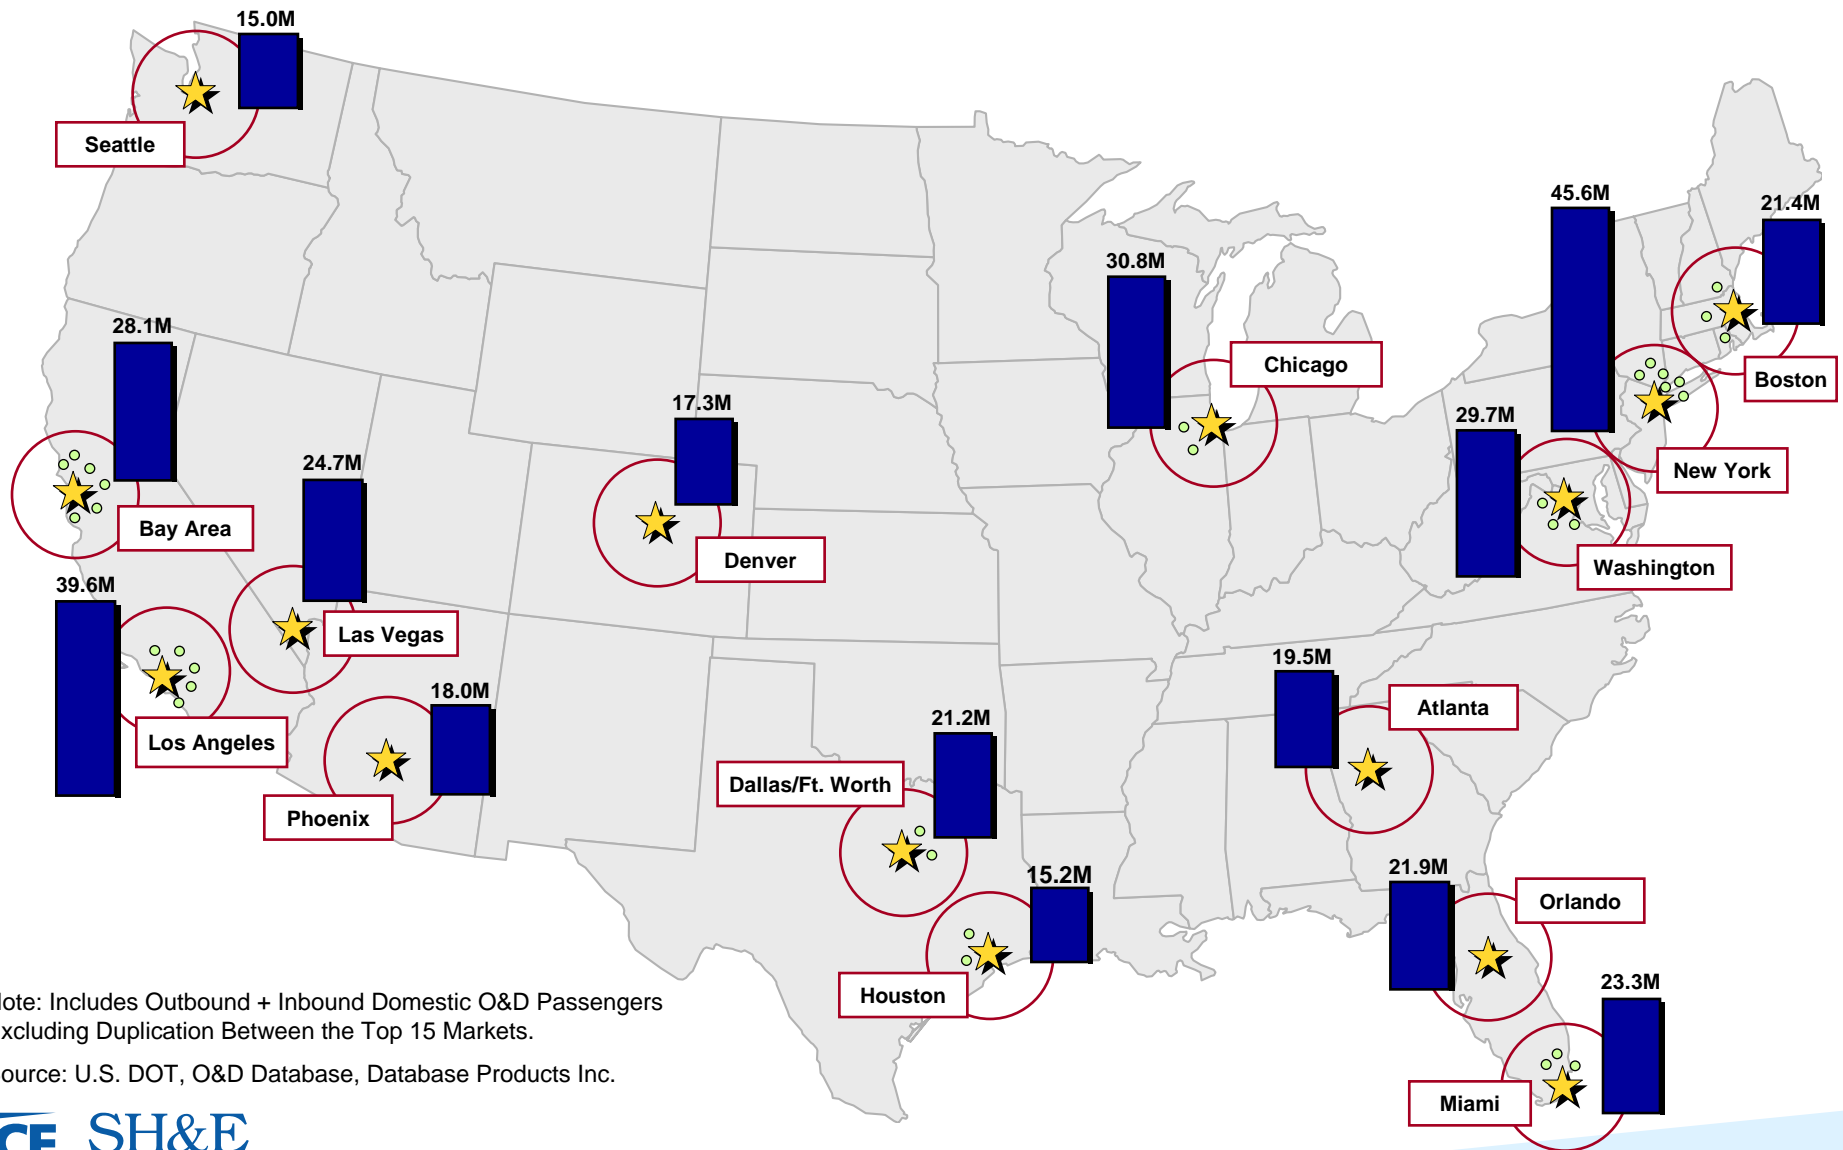 15.0M
Seattle
45.6M
21.4M
30.8M
28.1M
Chicago
Boston
17.3M
29.7M
24.7M
New York
Bay Area
Denver
Washington
39.6M
Las Vegas
19.5M
18.0M
Atlanta
21.2M
Los Angeles
Dallas/Ft. Worth
Phoenix
21.9M
15.2M
Orlando
23.3M
Houston
ote: Includes Outbound + Inbound Domestic O&D Passengers
xcluding Duplication Between the Top 15 Markets.
ource: U.S. DOT, O&D Database, Database Products Inc.
Miami
CF SH&E